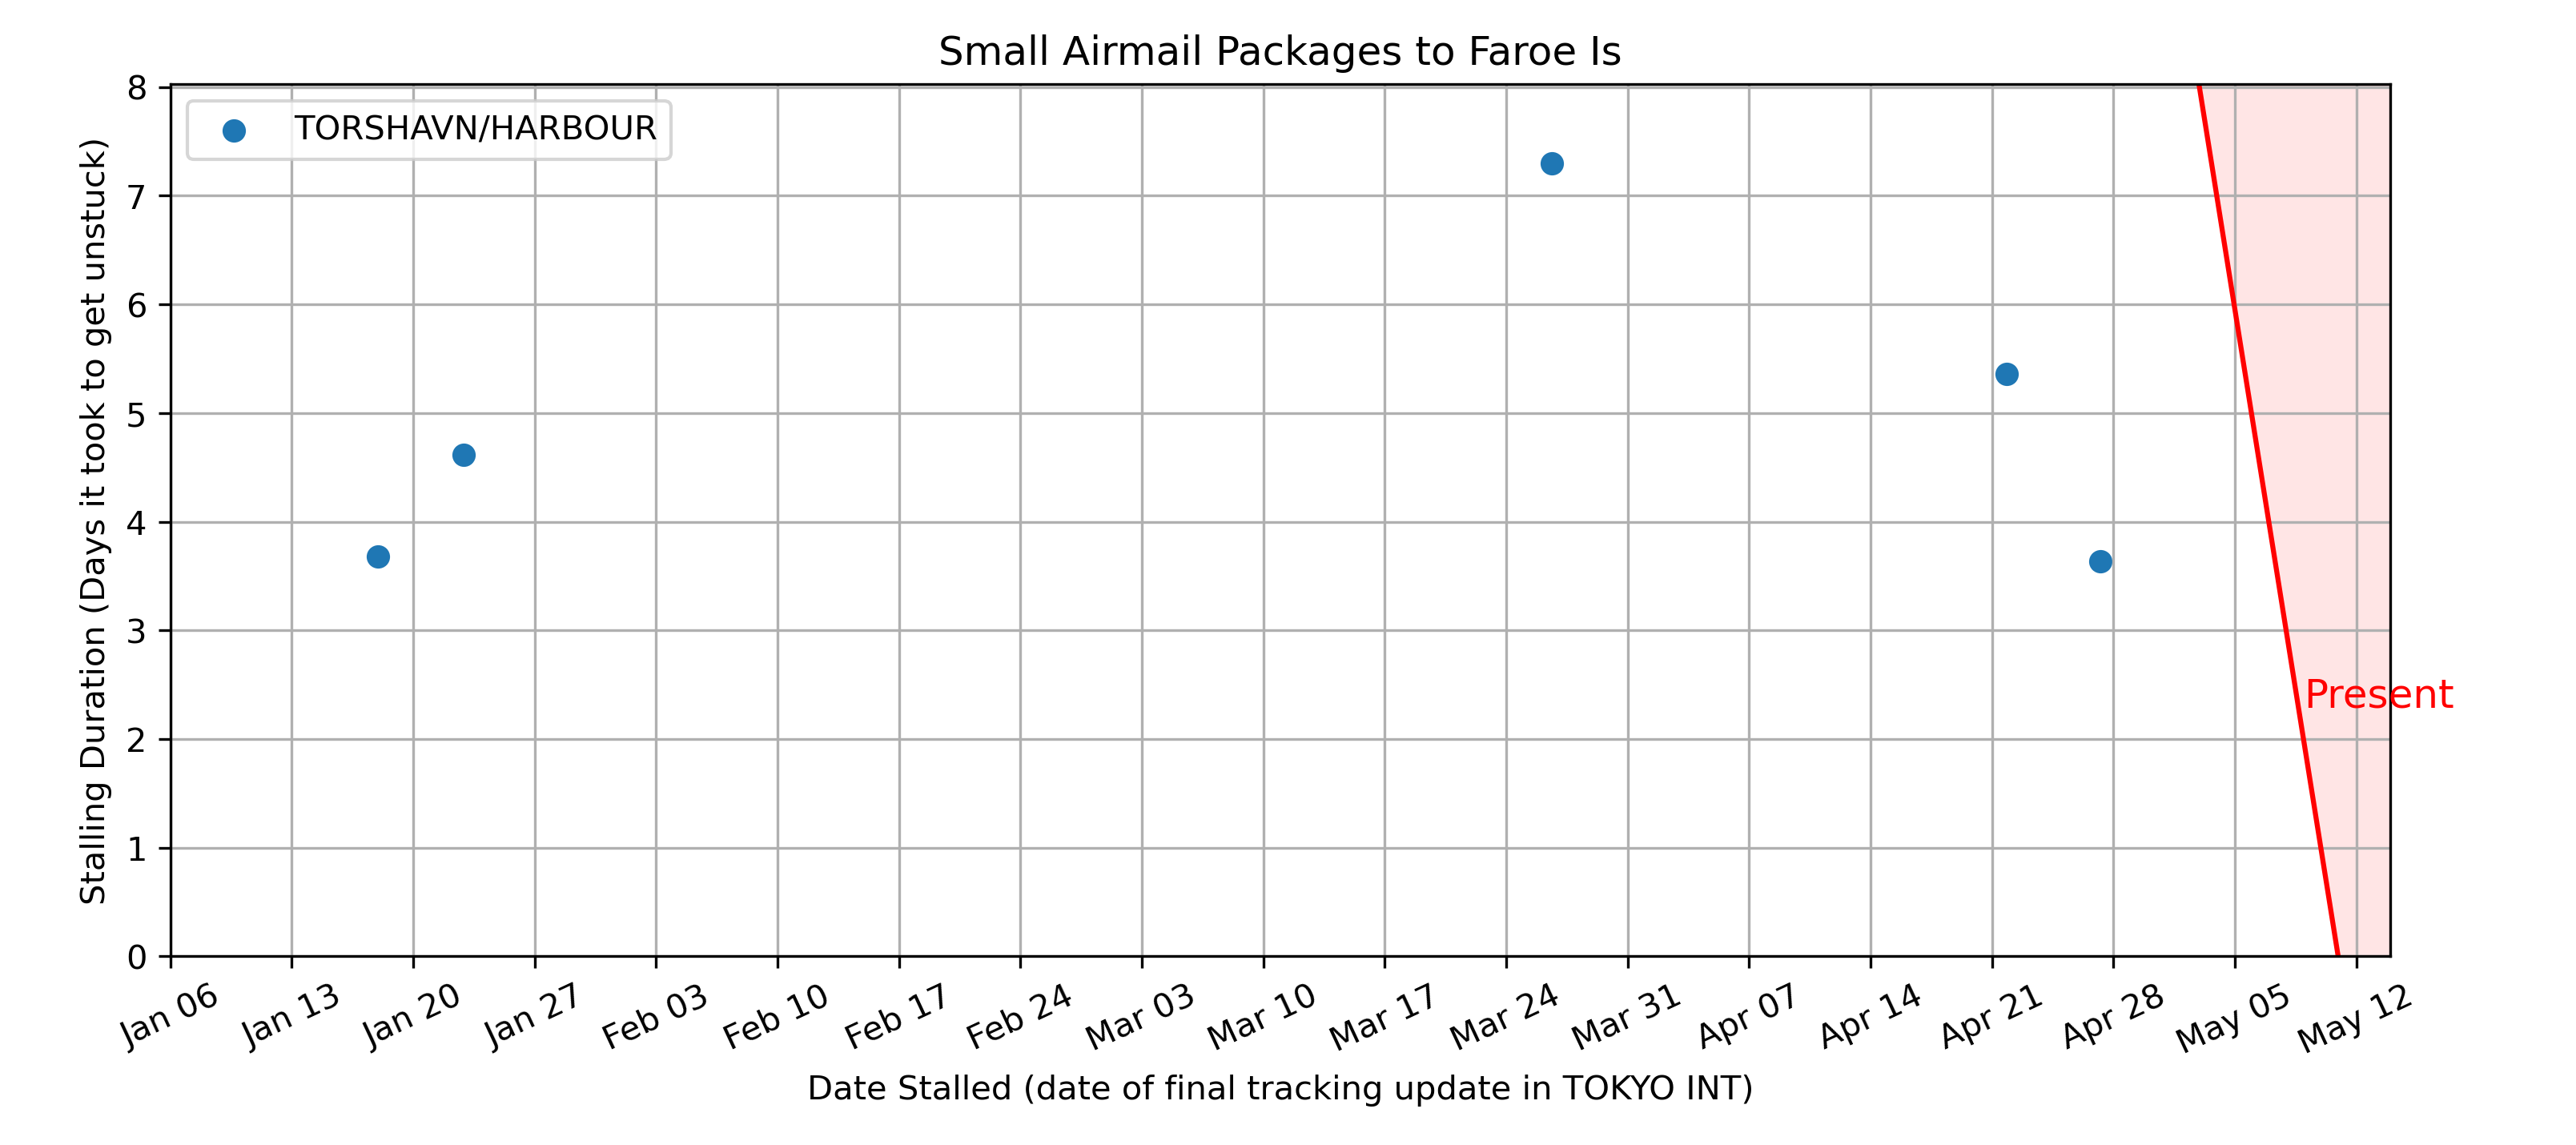 Small Airmail Packages to Faroe Is
TORSHAVN/HARBOUR
Stalling Duration (Days it took to get unstuck)
8
7
6
5
4
3
2
1
0
Present
Jan 06 Jan 13 Jan 20 Jan 27 Feb 03 Feb 10 Feb 17 Feb 24 Mar 03 Mar 10 Mar 17 Mar 24 Mar 31 Apr 07 Apr 14 Apr 21 Apr 28 May 05 May 12
Date Stalled (date of final tracking update in TOKYO INT)